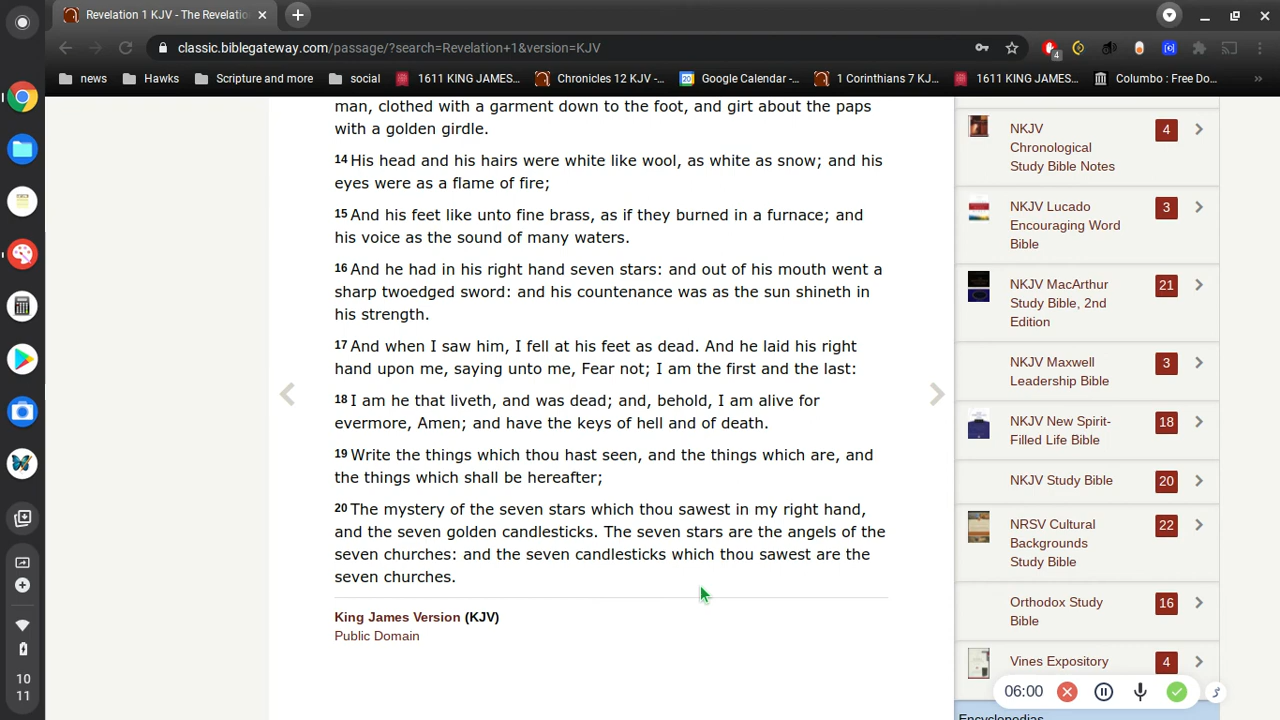 Revelation 1 KJV - The Revelatio
classic.biblegateway.com/passage/?search=Revelation+1&version=KJV
4
news
Hawks
Scripture and more
social
1611 KING JAMES...
Chronicles 12 KJV -...
20
Google Calendar -...
1 Corinthians 7 KJ...
1611 KING JAMES...
Columbo : Free Do...
»
man, clothed with a garment down to the foot, and girt about the paps
with a golden girdle.
14 His head and his hairs were white like wool, as white as snow; and his
eyes were as a flame of fire;
15 And his feet like unto fine brass, as if they burned in a furnace; and
his voice as the sound of many waters.
16 And he had in his right hand seven stars: and out of his mouth went a
sharp twoedged sword: and his countenance was as the sun shineth in
his strength.
17 And when I saw him, I fell at his feet as dead. And he laid his right
hand upon me, saying unto me, Fear not; I am the first and the last:
18 I am he that liveth, and was dead; and, behold, I am alive for
evermore, Amen; and have the keys of hell and of death.
19 Write the things which thou hast seen, and the things which are, and
the things which shall be hereafter;
20 The mystery of the seven stars which thou sawest in my right hand,
and the seven golden candlesticks. The seven stars are the angels of the
seven churches: and the seven candlesticks which thou sawest are the
seven churches.
King James Version (KJV)
Public Domain
NKJV
Chronological
Study Bible Notes
4
NKJV Lucado
Encouraging Word
Bible
3
NKJV MacArthur
Study Bible, 2nd
Edition
21
NKJV Maxwell
Leadership Bible
3
NKJV New Spirit-
Filled Life Bible
18
NKJV Study Bible
20
NRSV Cultural
Backgrounds
Study Bible
22
Orthodox Study
Bible
16
Vines Expository
4
06:00
Encyclopedias
10
11